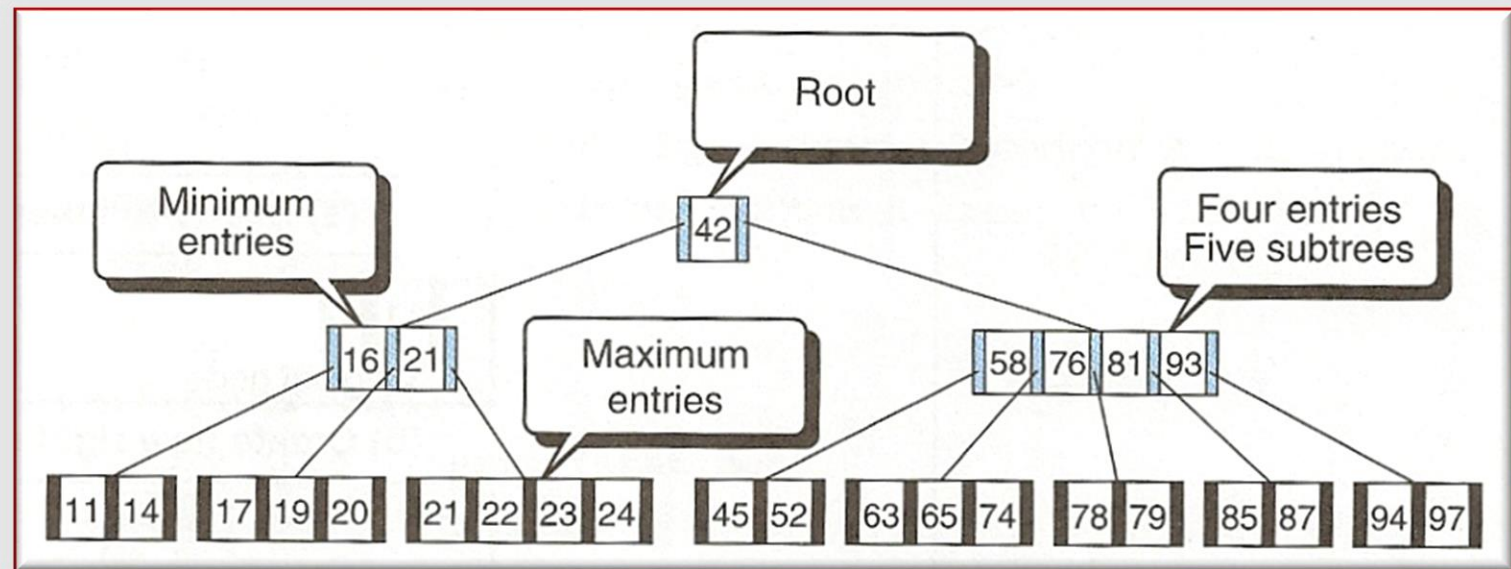 Root
Minimum
entries
Four entries
Five subtrees
42
Maximum
entries
16 21
58 76 81 93
11 14
17 19 20
21 22 23 24
45 52
63 65 74
78 79
85 87
94 97